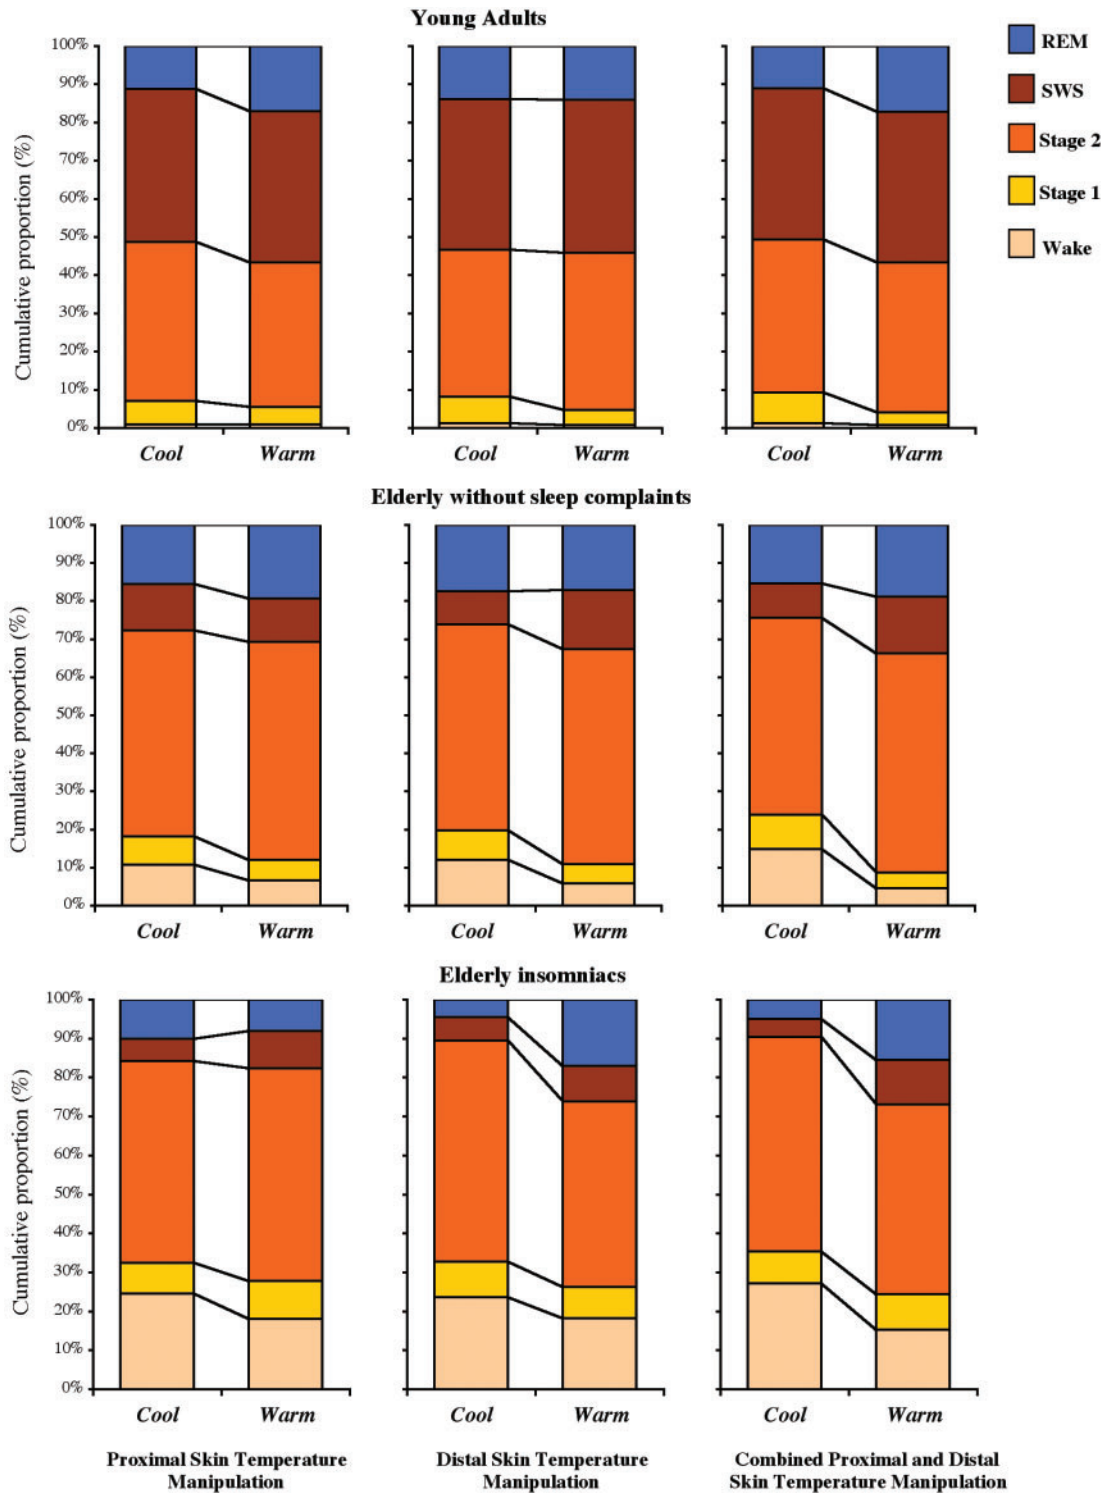 Young Adults
Cumulative proportion (%)
100%
90%
80%
70%
60%
50%
40%
30%
20%
10%
0%
Cool Warm
Cool Warm
Cool Warm
REM
SWS
Stage 2
Stage 1
Wake
Elderly without sleep complaints
Cumulative proportion (%)
100%
90%
80%
70%
60%
50%
40%
30%
20%
10%
0%
Cool Warm
Cool Warm
Cool Warm
Elderly insomniacs
Cumulative proportion (%)
100%
90%
80%
70%
60%
50%
40%
30%
20%
10%
0%
Cool Warm
Cool Warm
Cool Warm
Proximal Skin Temperature
Manipulation
Distal Skin Temperature
Manipulation
Combined Proximal and Distal
Skin Temperature Manipulation